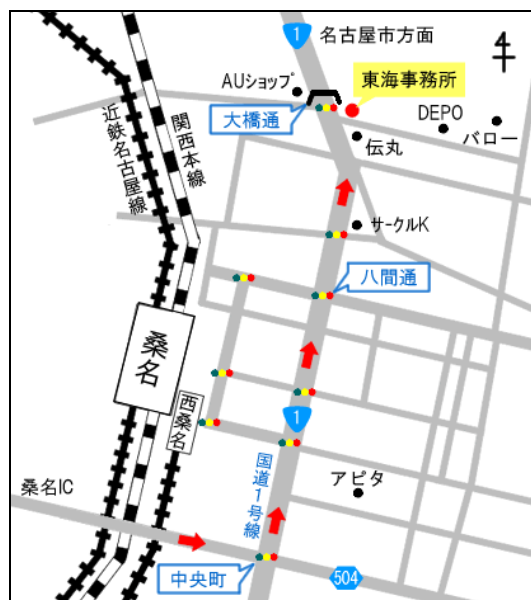 1
名古屋市方面
AUショップ
東海事務所
大橋通
DEPO
バロー
伝丸
近鉄名古屋線
関西本線
サークルK
八間通
桑名
西桑名
1
国道1号線
アピタ
桑名IC
中央町
504